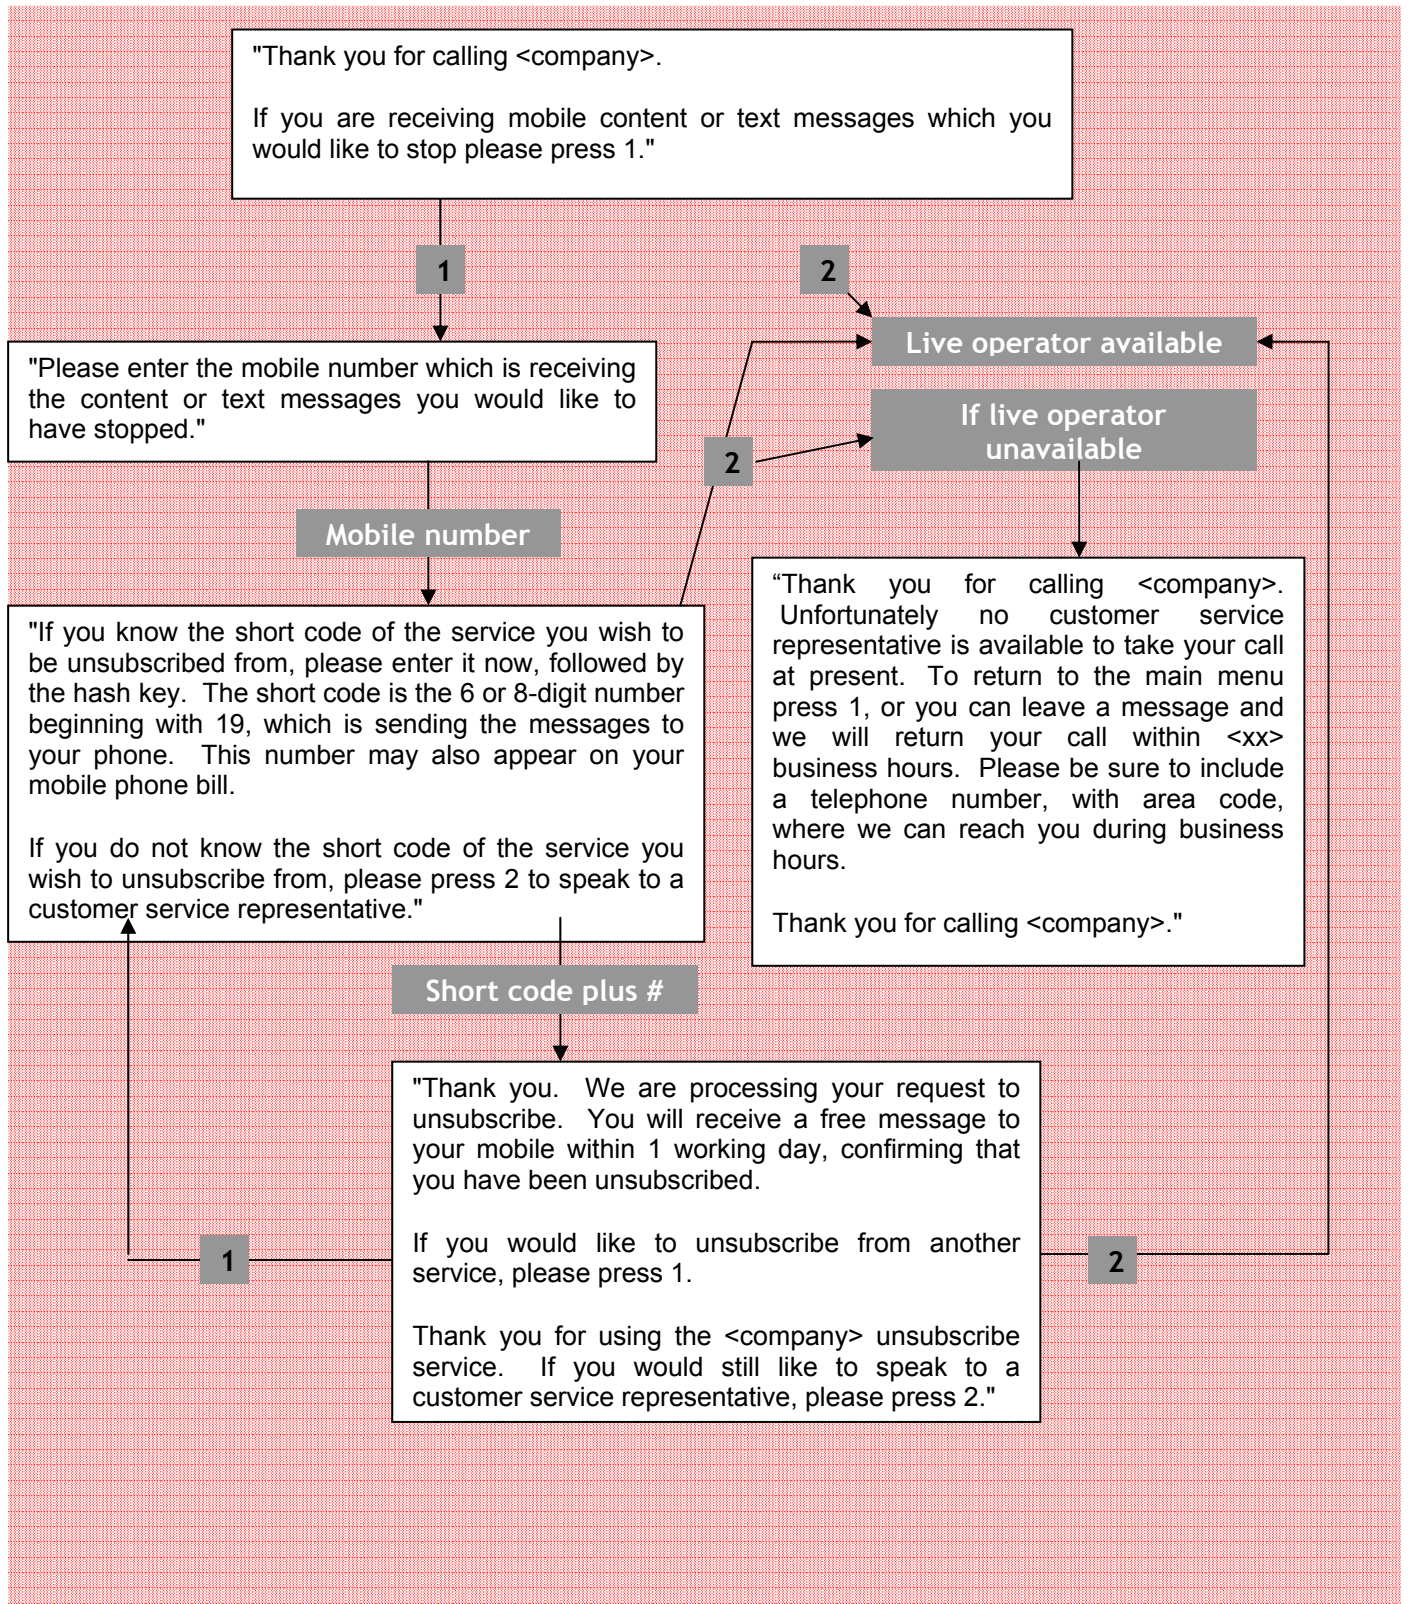 "Thank you for calling <company>.
If you are receiving mobile content or text messages which you
would like to stop please press 1."
1
2
Live operator available
"Please enter the mobile number which is receiving
the content or text messages you would like to
have stopped."
If live operator
unavailable
2
Mobile number
"If you know the short code of the service you wish to
be unsubscribed from, please enter it now, followed by
the hash key. The short code is the 6 or 8-digit number
beginning with 19, which is sending the messages to
your phone. This number may also appear on your
mobile phone bill.
If you do not know the short code of the service you
wish to unsubscribe from, please press 2 to speak to a
customer service representative."
“Thank you for calling <company>.
Unfortunately no customer service
representative is available to take your call
at present. To return to the main menu
press 1, or you can leave a message and
we will return your call within <xx>
business hours. Please be sure to include
a telephone number, with area code,
where we can reach you during business
hours.
Thank you for calling <company>."
Short code plus #
"Thank you. We are processing your request to
unsubscribe. You will receive a free message to
your mobile within 1 working day, confirming that
you have been unsubscribed.
If you would like to unsubscribe from another
service, please press 1.
Thank you for using the <company> unsubscribe
service. If you would still like to speak to a
customer service representative, please press 2."
1
2